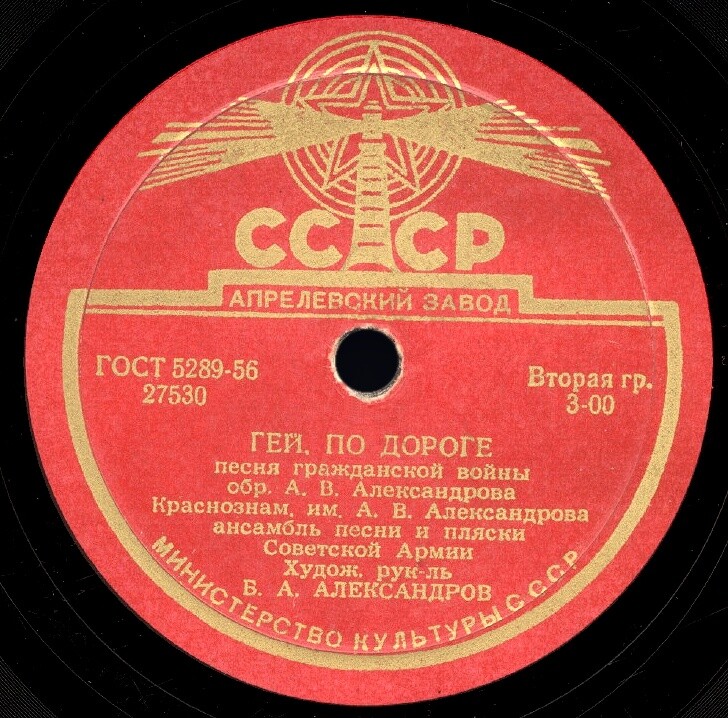 СССР
АПРЕЛЕВСКИЙ ЗАВОД
ГОСТ 5289-56
27530
Вторая гр.
3-00
ГЕЙ, ПО ДОРОГЕ
песня гражданской войны
обр. А. В. Александрова
Краснознам. им. А. В. Александрова
ансамбль песни и пляски
Советской Армии
Худож. рук-ль
Б. А. АЛЕКСАНДРОВ
МИНИСТЕРСТВО КУЛЬТУРЫ СССР